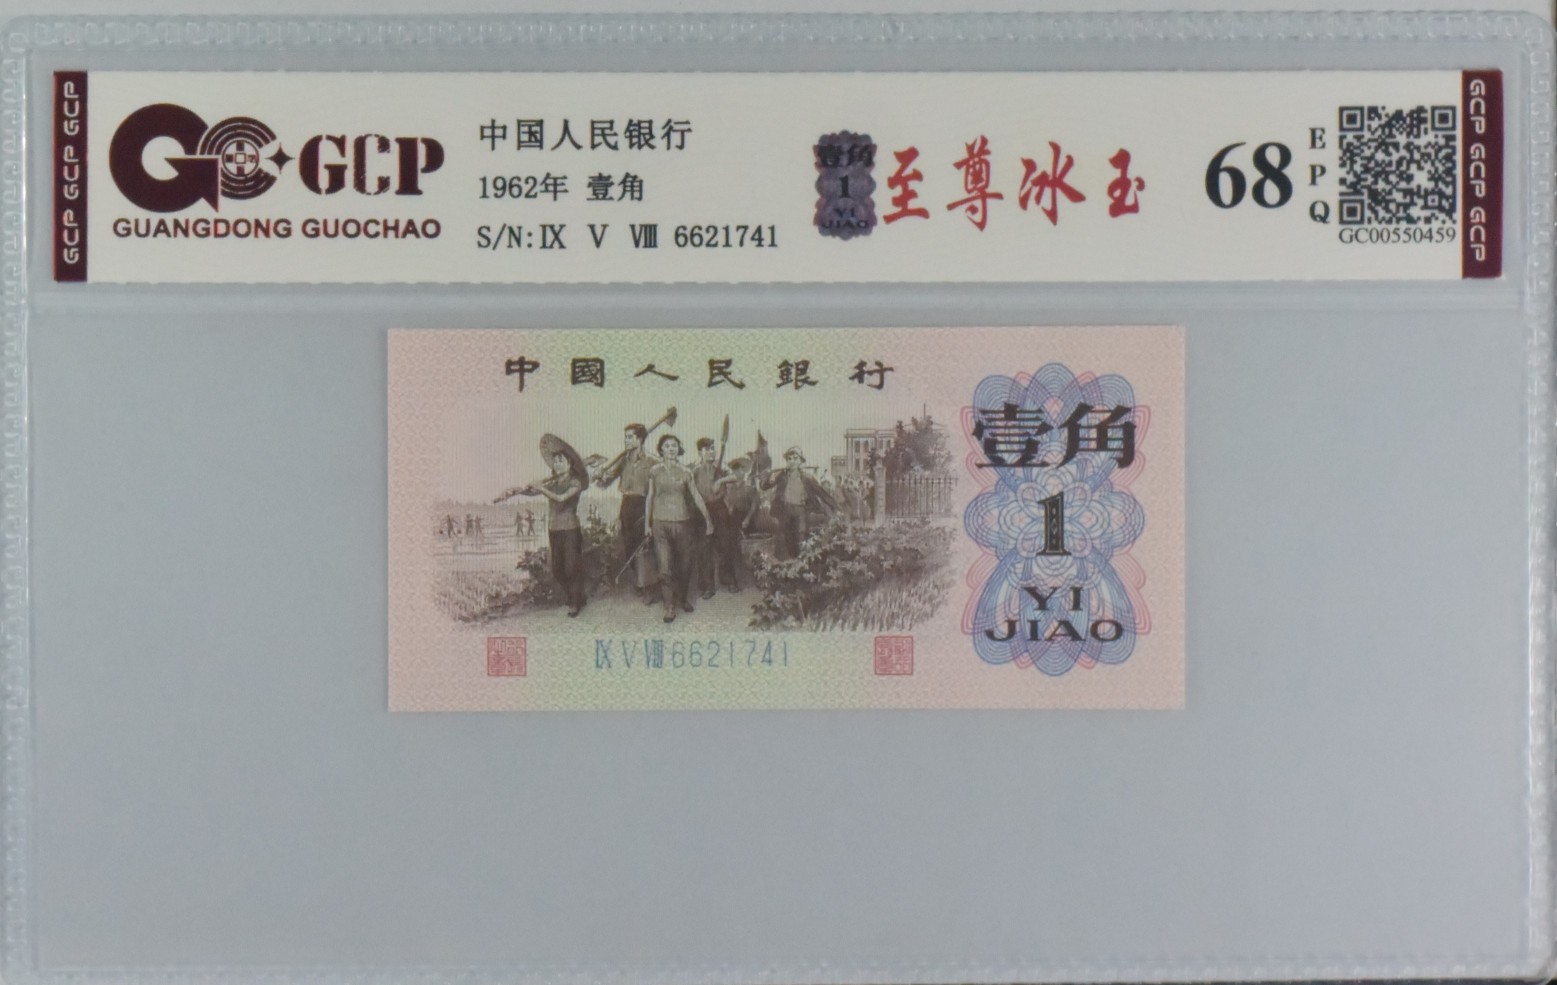 GCP GCP GCP
GCP
GUANGDONG GUOCHAO
中国人民银行
1962年 壹角
S/N:Ⅸ Ⅴ Ⅷ 6621741
壹角
1
YI
JIAO
至尊冰玉
68
EPQ
GC00550459
GCP GCP GCP
中國人民銀行
壹角
1
YI
JIAO
Ⅸ Ⅴ Ⅷ 6621741